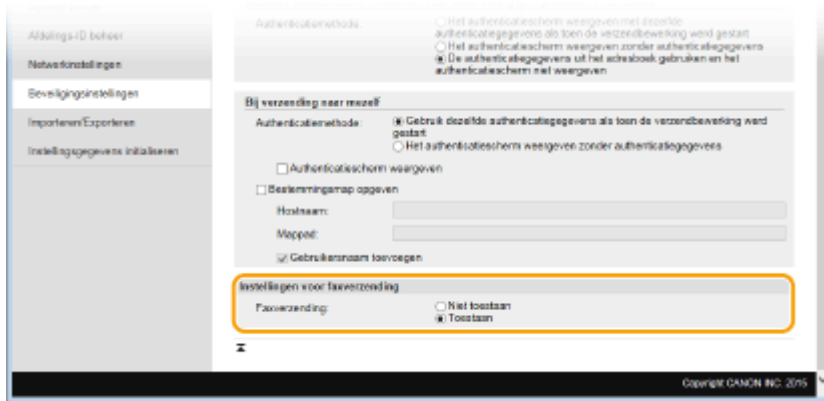 Afdelings-ID beheer
Netwerkinstellingen
Beveiligingsinstellingen
Importeren/Exporteren
Instellingsgegevens initialiseren
Authenticatiemethode:
Het authenticatiescherm weergeven met dezelfde
authenticatiegegevens als toen de verzendbewerking werd gestart
Het authenticatiescherm weergeven zonder authenticatiegegevens
De authenticatiegegevens uit het adresboek gebruiken en het
authenticatiescherm niet weergeven
Bij verzending naar mezelf
Authenticatiemethode:
Gebruik dezelfde authenticatiegegevens als toen de verzendbewerking werd
gestart
Het authenticatiescherm weergeven zonder authenticatiegegevens
Authenticatiescherm weergeven
Bestemmingsmap opgeven
Hostnaam:
Mappad:
Gebruikersnaam toevoegen
Instellingen voor faxverzending
Faxverzending:
Niet toestaan
Toestaan
Copyright CANON INC. 2015